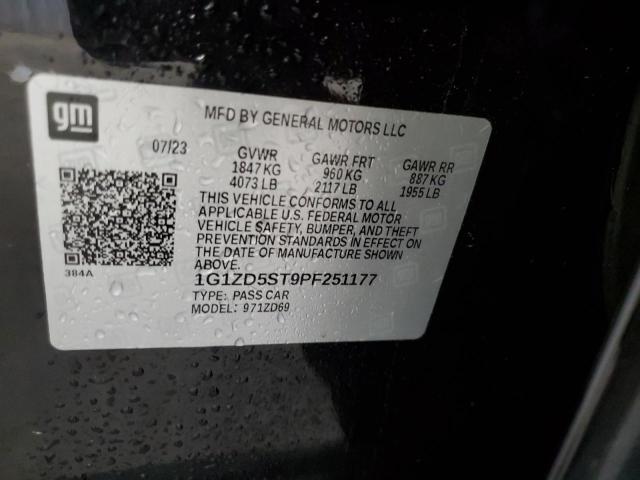 gm
MFD BY GENERAL MOTORS LLC
07/23 GVWR GAWR FRT GAWR RR
1847 KG 960 KG 887 KG
4073 LB 2117 LB 1955 LB
THIS VEHICLE CONFORMS TO ALL
APPLICABLE U.S. FEDERAL MOTOR
VEHICLE SAFETY, BUMPER, AND THEFT
PREVENTION STANDARDS IN EFFECT ON
THE DATE OF MANUFACTURE SHOWN
ABOVE.
384A
1G1ZD5ST9PF251177
TYPE: PASS CAR
MODEL: 971ZD69